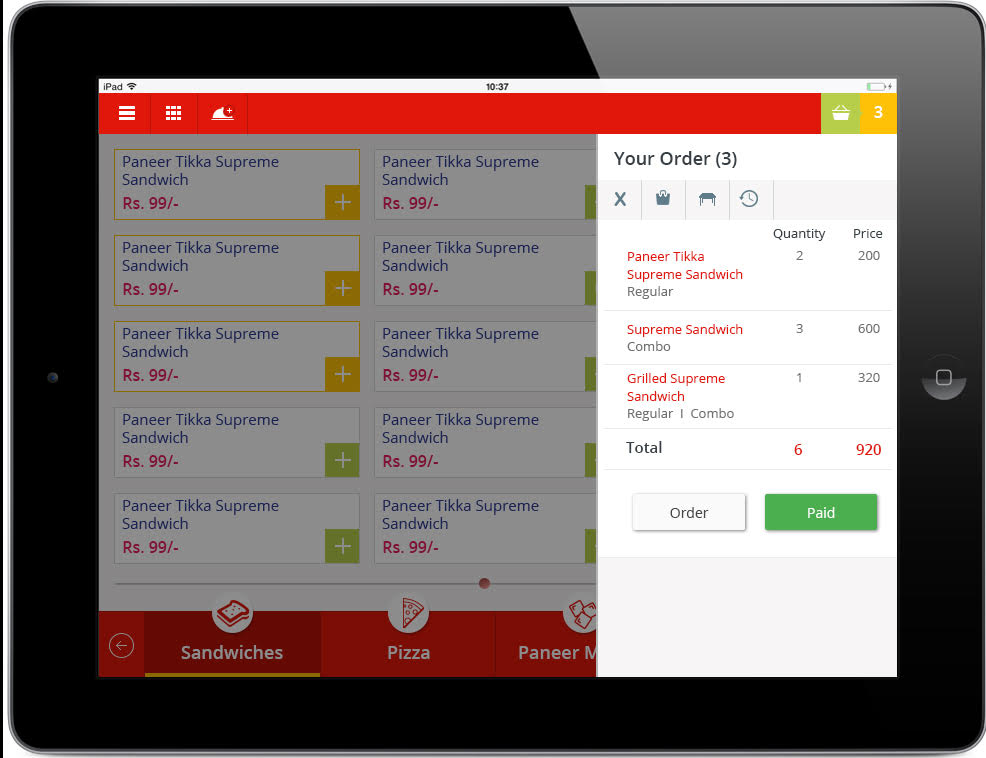 iPad
10:37
3
Paneer Tikka Supreme
Sandwich
Rs. 99/-
Paneer Tikka Supreme
Sandwich
Rs. 99/-
Paneer Tikka Supreme
Sandwich
Rs. 99/-
Paneer Tikka Supreme
Sandwich
Rs. 99/-
Paneer Tikka Supreme
Sandwich
Rs. 99/-
Paneer Tikka Supreme
Sandwich
Rs. 99/-
Paneer Tikka Supreme
Sandwich
Rs. 99/-
Paneer Tikka Supreme
Sandwich
Rs. 99/-
Paneer Tikka Supreme
Sandwich
Rs. 99/-
Paneer Tikka Supreme
Sandwich
Rs. 99/-
Sandwiches
Pizza
Paneer M
Your Order (3)
X
Quantity Price
Paneer Tikka 2 200
Supreme Sandwich
Regular
Supreme Sandwich 3 600
Combo
Grilled Supreme 1 320
Sandwich
Regular I Combo
Total 6 920
Order Paid